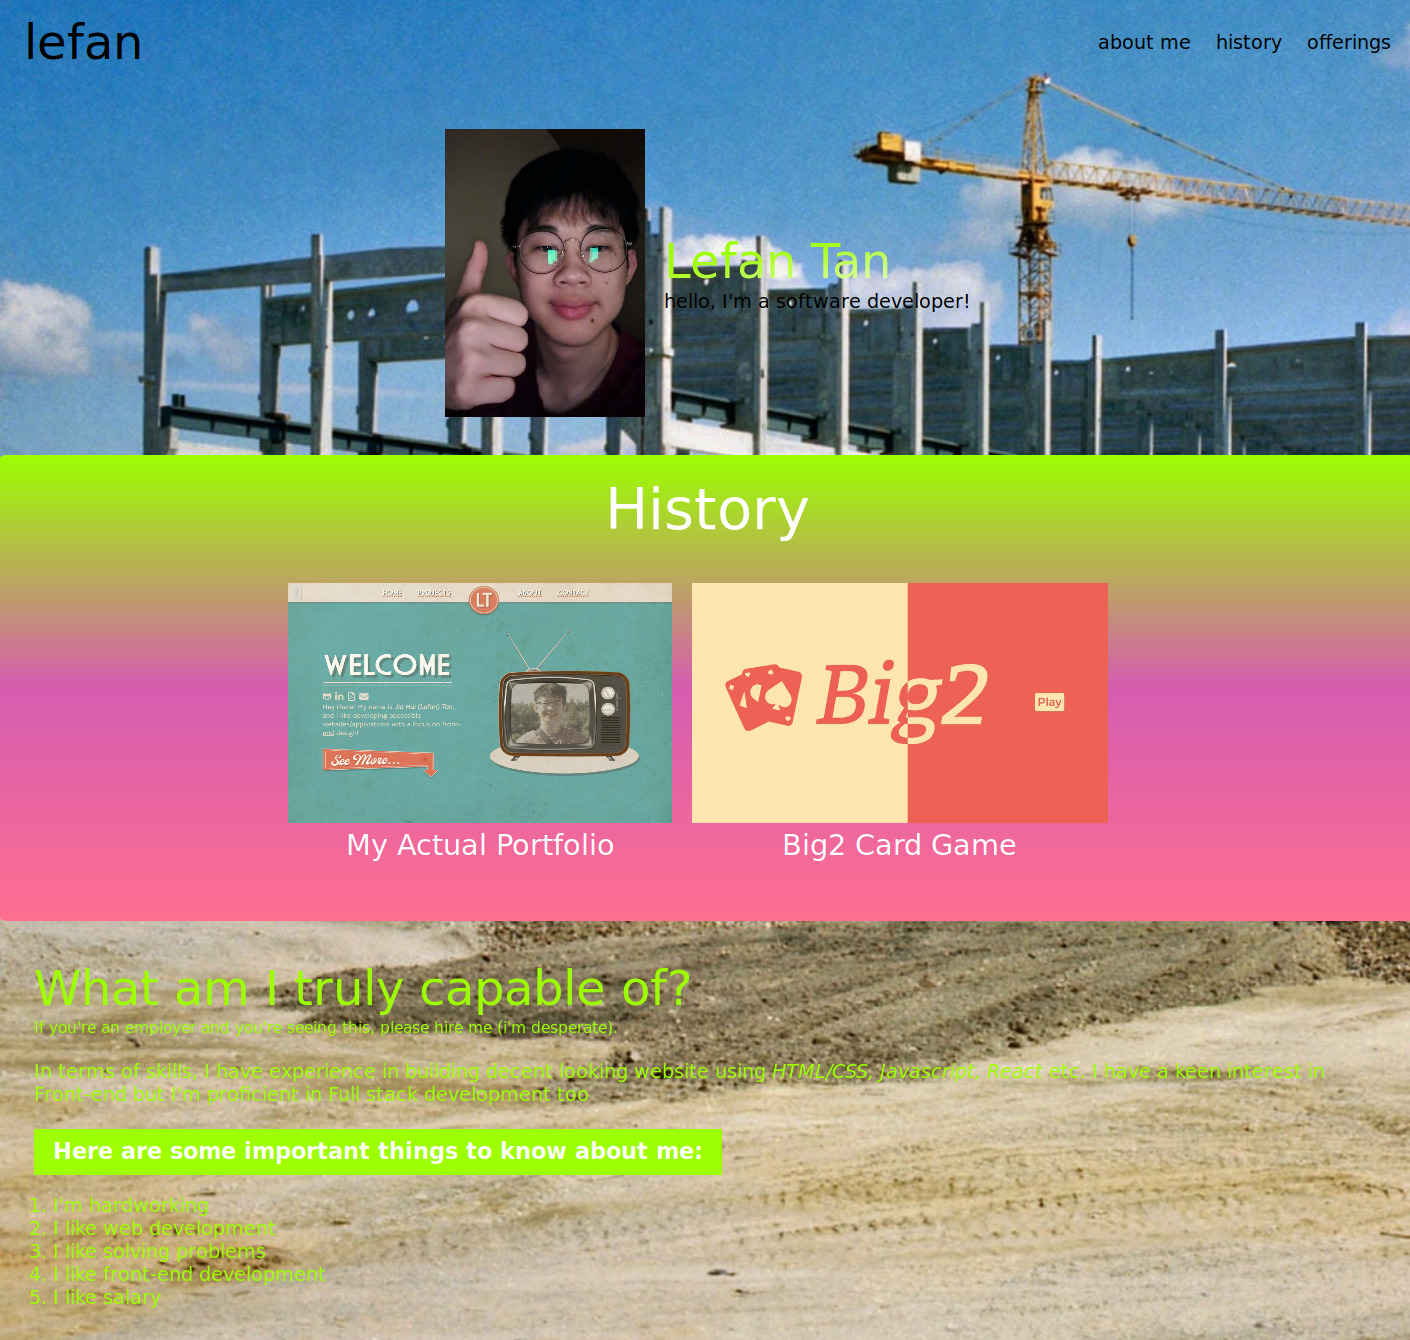 lefan
about me history offerings
Lefan Tan
hello, I'm a software developer!
History
HOME PROJECTS LT ABOUT CONTACT
WELCOME
Hey there! My name is Jia Hui (Lefan) Tan,
and I like developing accessible
websites/applications with a focus on front-
end design!
See More...
My Actual Portfolio
Big2
Play
Big2 Card Game
What am I truly capable of?
If you're an employer and you're seeing this, please hire me (i'm desperate).
In terms of skills, I have experience in building decent looking website using HTML/CSS, Javascript, React etc. I have a keen interest in
Front-end but I'm proficient in Full stack development too
Here are some important things to know about me:
1. I'm hardworking
2. I like web development
3. I like solving problems
4. I like front-end development
5. I like salary